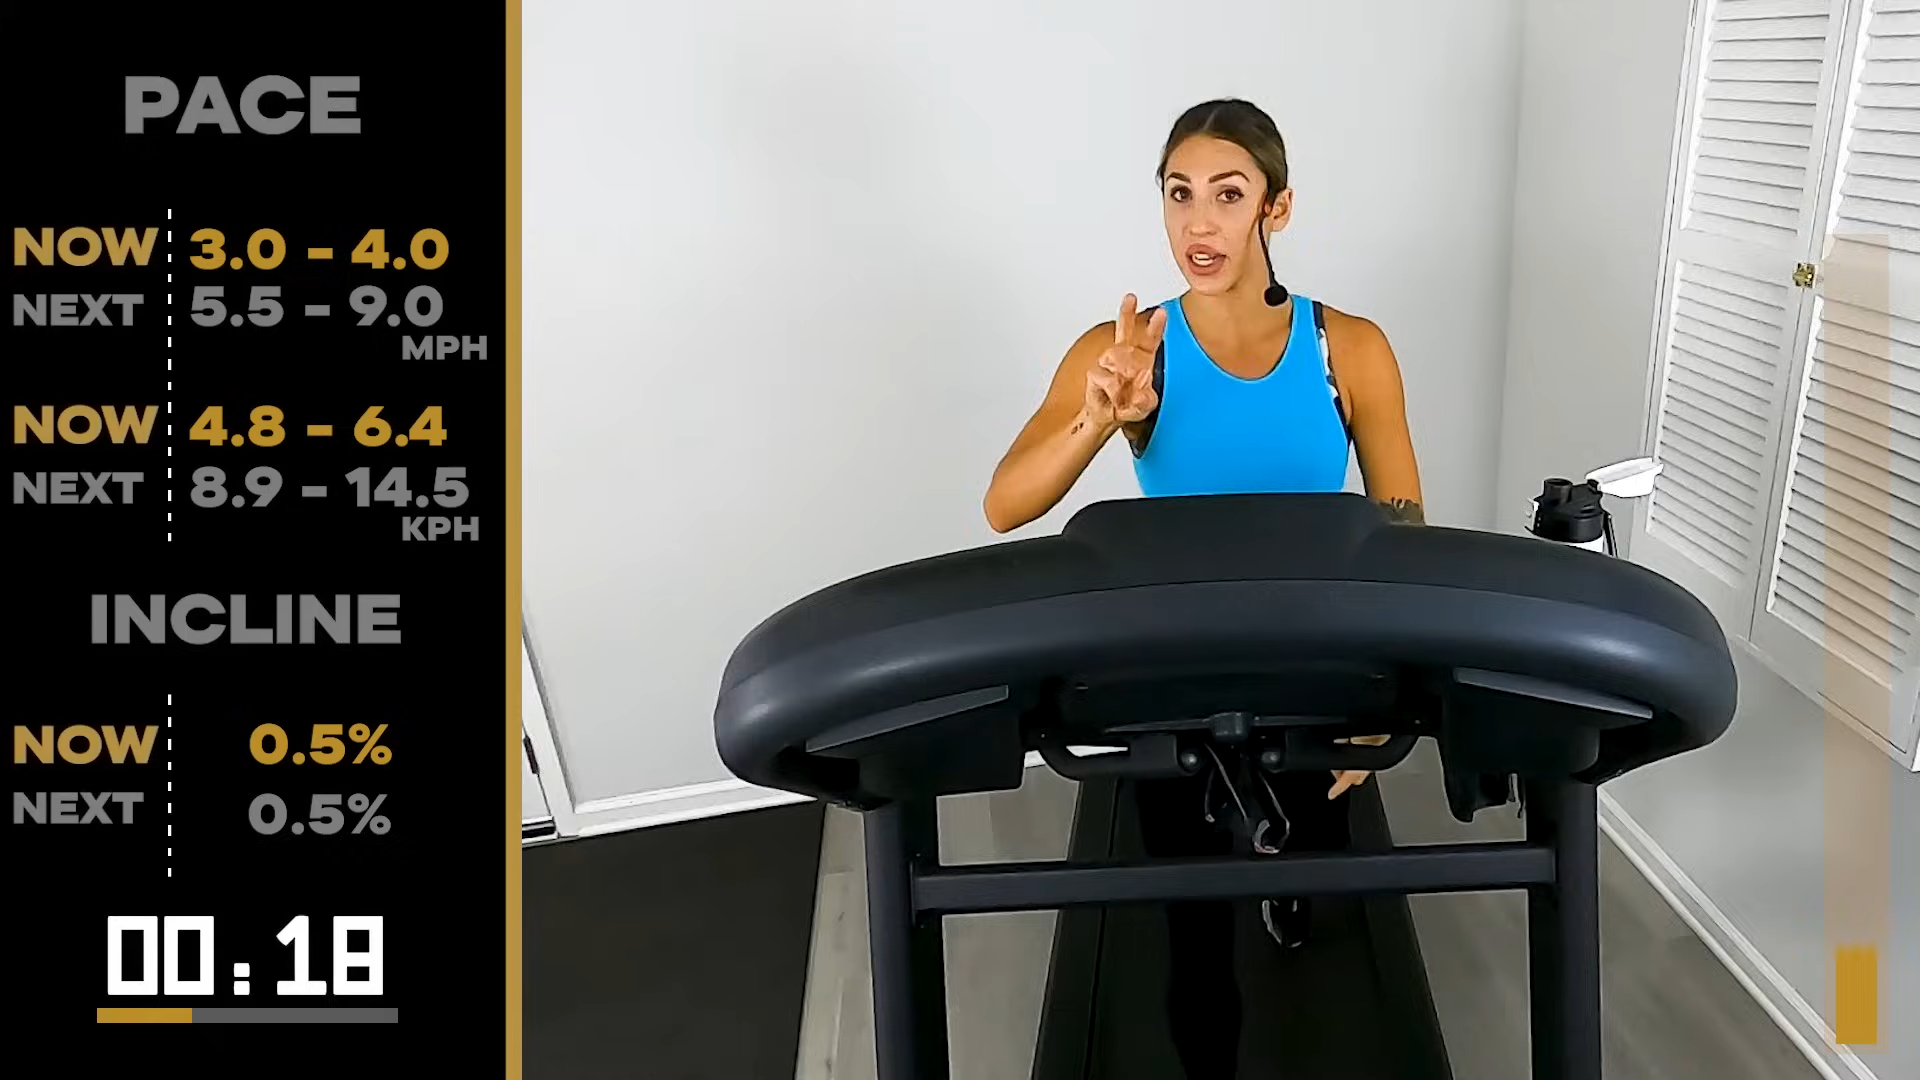 PACE
NOW 3.0 - 4.0
NEXT 5.5 - 9.0
MPH
NOW 4.8 - 6.4
NEXT 8.9 - 14.5
KPH
INCLINE
NOW 0.5%
NEXT 0.5%
00:18